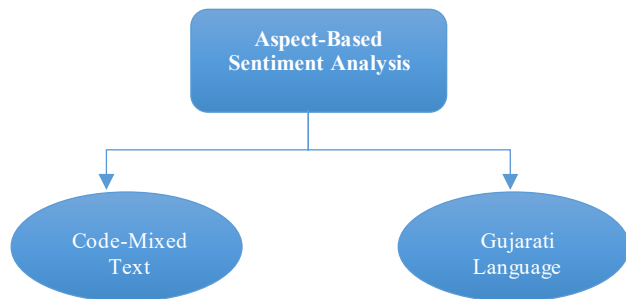 Aspect-Based
Sentiment Analysis
Code-Mixed
Text
Gujarati
Language